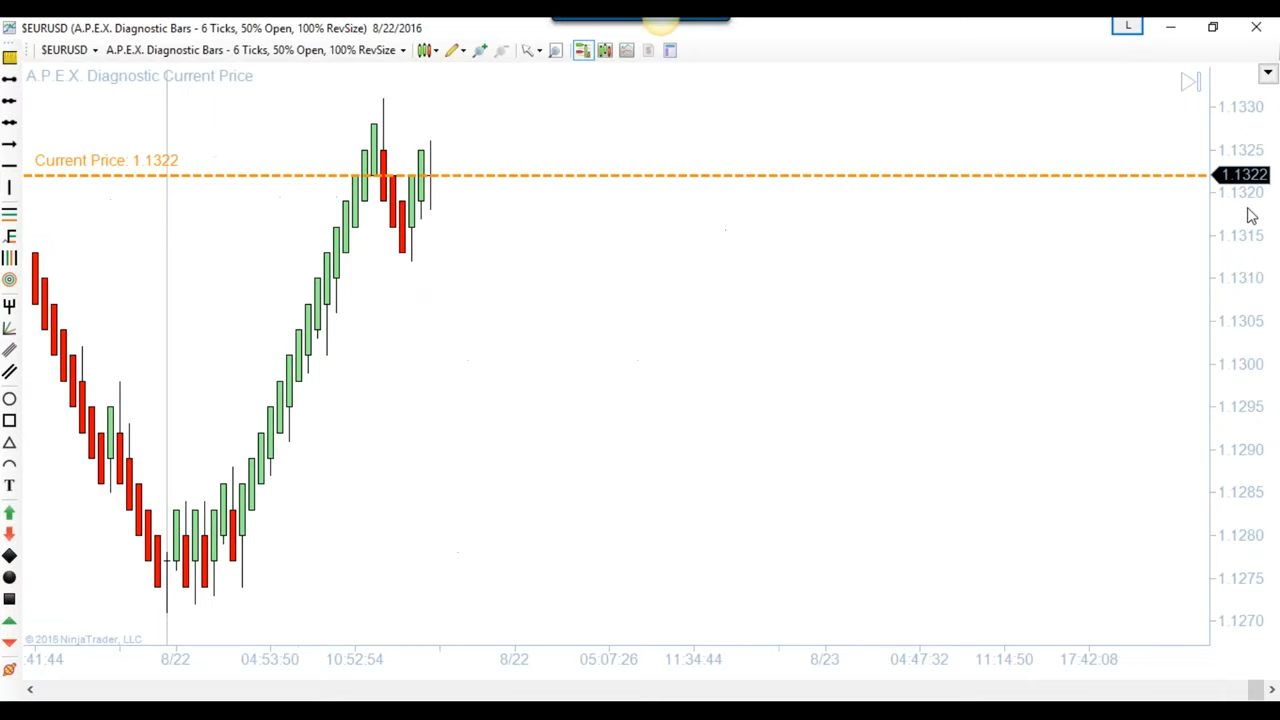 $EURUSD (A.P.E.X. Diagnostic Bars - 6 Ticks, 50% Open, 100% RevSize) 8/22/2016
L
$EURUSD A.P.E.X. Diagnostic Bars - 6 Ticks, 50% Open, 100% RevSize
A.P.E.X. Diagnostic Current Price
1.1330
1.1325
Current Price: 1.1322
1.1322
1.1320
1.1315
1.1310
1.1305
1.1300
1.1295
1.1290
1.1285
1.1280
1.1275
1.1270
F
T
$
© 2016 NinjaTrader, LLC
:41:44 8/22 04:53:50 10:52:54 8/22 05:07:26 11:34:44 8/23 04:47:32 11:14:50 17:42:08